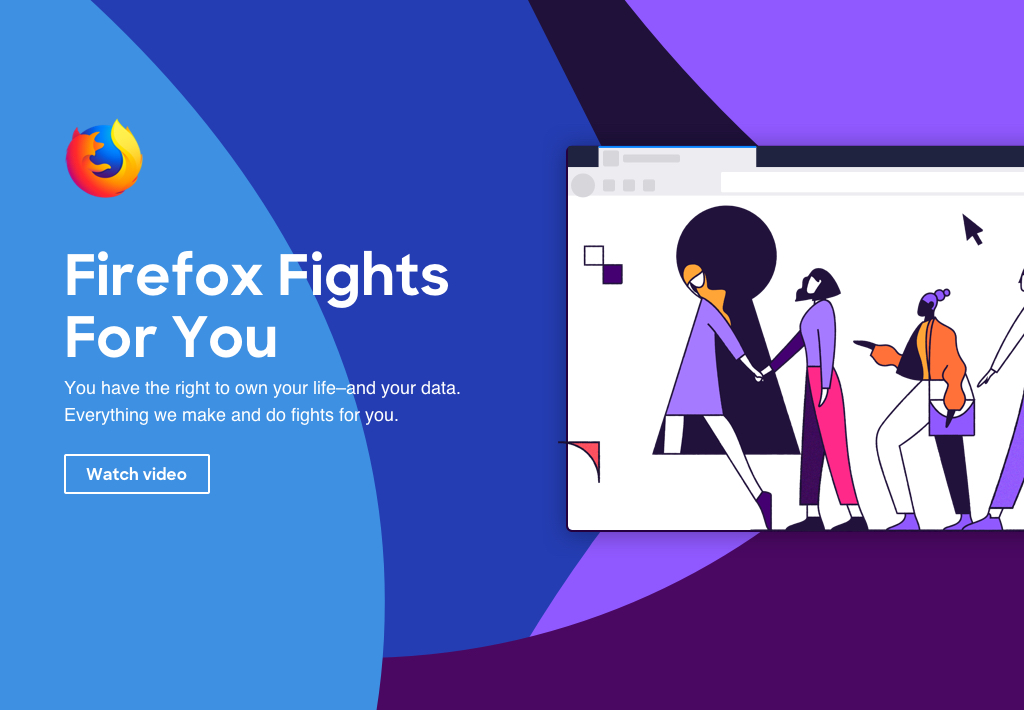 Firefox Fights
For You
You have the right to own your life–and your data.
Everything we make and do fights for you.
Watch video